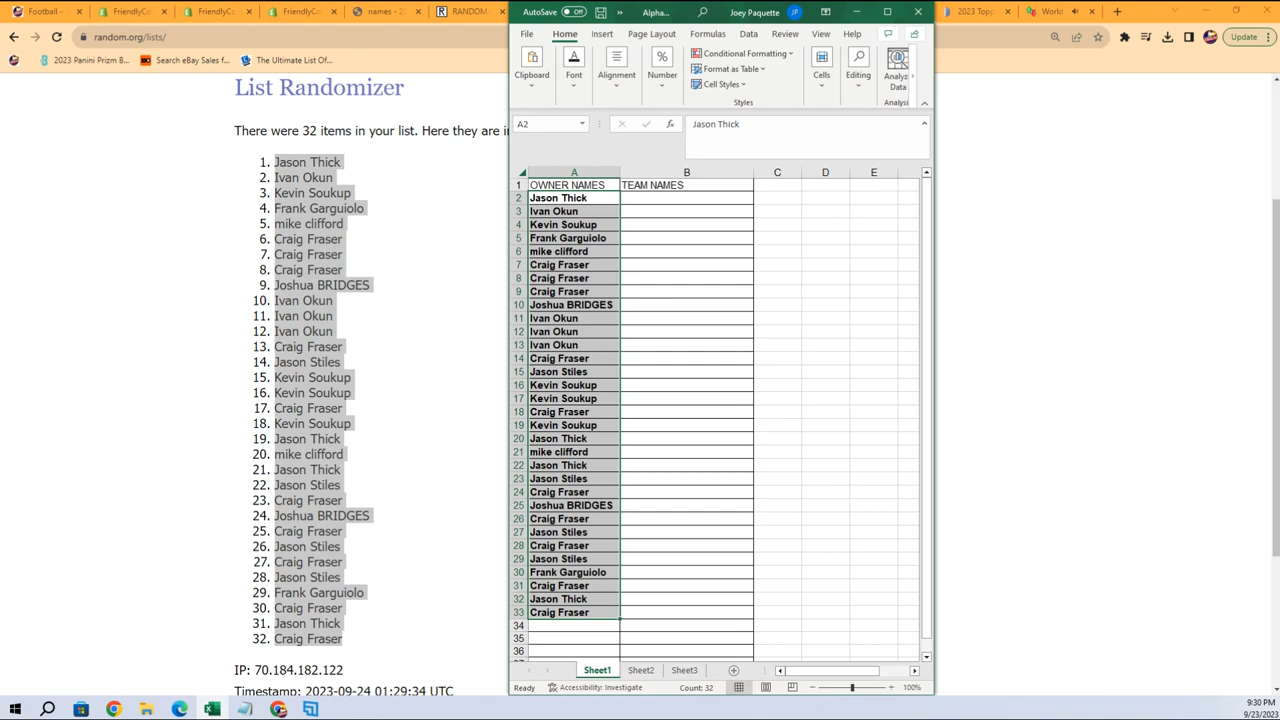 Football -
FriendlyCo
FriendlyCo
FriendlyCo
names - 2
RANDOM
AutoSave Off
Alpha...
Joey Paquette
JP
2023 Topp
World
random.org/lists/
Update
2023 Panini Prizm B
Search eBay Sales f
The Ultimate List Of
File Home Insert Page Layout Formulas Data Review View Help
Clipboard
Font
Alignment
Number
Conditional Formatting
Format as Table
Cell Styles
Styles
Cells
Editing
Analyze
Data
Analysis
List Randomizer
There were 32 items in your list. Here they are in
1. Jason Thick
2. Ivan Okun
3. Kevin Soukup
4. Frank Garguiolo
5. mike clifford
6. Craig Fraser
7. Craig Fraser
8. Craig Fraser
9. Joshua BRIDGES
10. Ivan Okun
11. Ivan Okun
12. Ivan Okun
13. Craig Fraser
14. Jason Stiles
15. Kevin Soukup
16. Kevin Soukup
17. Craig Fraser
18. Kevin Soukup
19. Jason Thick
20. mike clifford
21. Jason Thick
22. Jason Stiles
23. Craig Fraser
24. Joshua BRIDGES
25. Craig Fraser
26. Jason Stiles
27. Craig Fraser
28. Jason Stiles
29. Frank Garguiolo
30. Craig Fraser
31. Jason Thick
32. Craig Fraser
IP: 70.184.182.122
Timestamp: 2023-09-24 01:29:34 UTC
A2 fx Jason Thick
A B C D E
1 OWNER NAMES TEAM NAMES
2 Jason Thick
3 Ivan Okun
4 Kevin Soukup
5 Frank Garguiolo
6 mike clifford
7 Craig Fraser
8 Craig Fraser
9 Craig Fraser
10 Joshua BRIDGES
11 Ivan Okun
12 Ivan Okun
13 Ivan Okun
14 Craig Fraser
15 Jason Stiles
16 Kevin Soukup
17 Kevin Soukup
18 Craig Fraser
19 Kevin Soukup
20 Jason Thick
21 mike clifford
22 Jason Thick
23 Jason Stiles
24 Craig Fraser
25 Joshua BRIDGES
26 Craig Fraser
27 Jason Stiles
28 Craig Fraser
29 Jason Stiles
30 Frank Garguiolo
31 Craig Fraser
32 Jason Thick
33 Craig Fraser
34
35
36
Sheet1 Sheet2 Sheet3
Ready Accessibility: Investigate Count: 32 100%
9:30 PM
9/23/2023